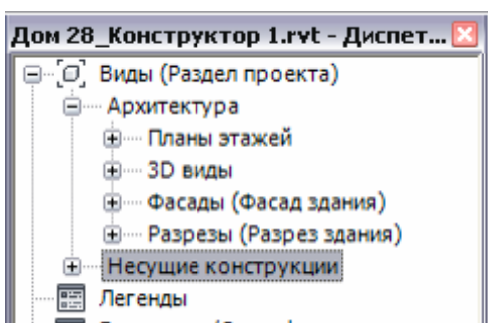 Дом 28_Конструктор 1.rvt - Диспет...
Виды (Раздел проекта)
Архитектура
Планы этажей
3D виды
Фасады (Фасад здания)
Разрезы (Разрез здания)
Несущие конструкции
Легенды